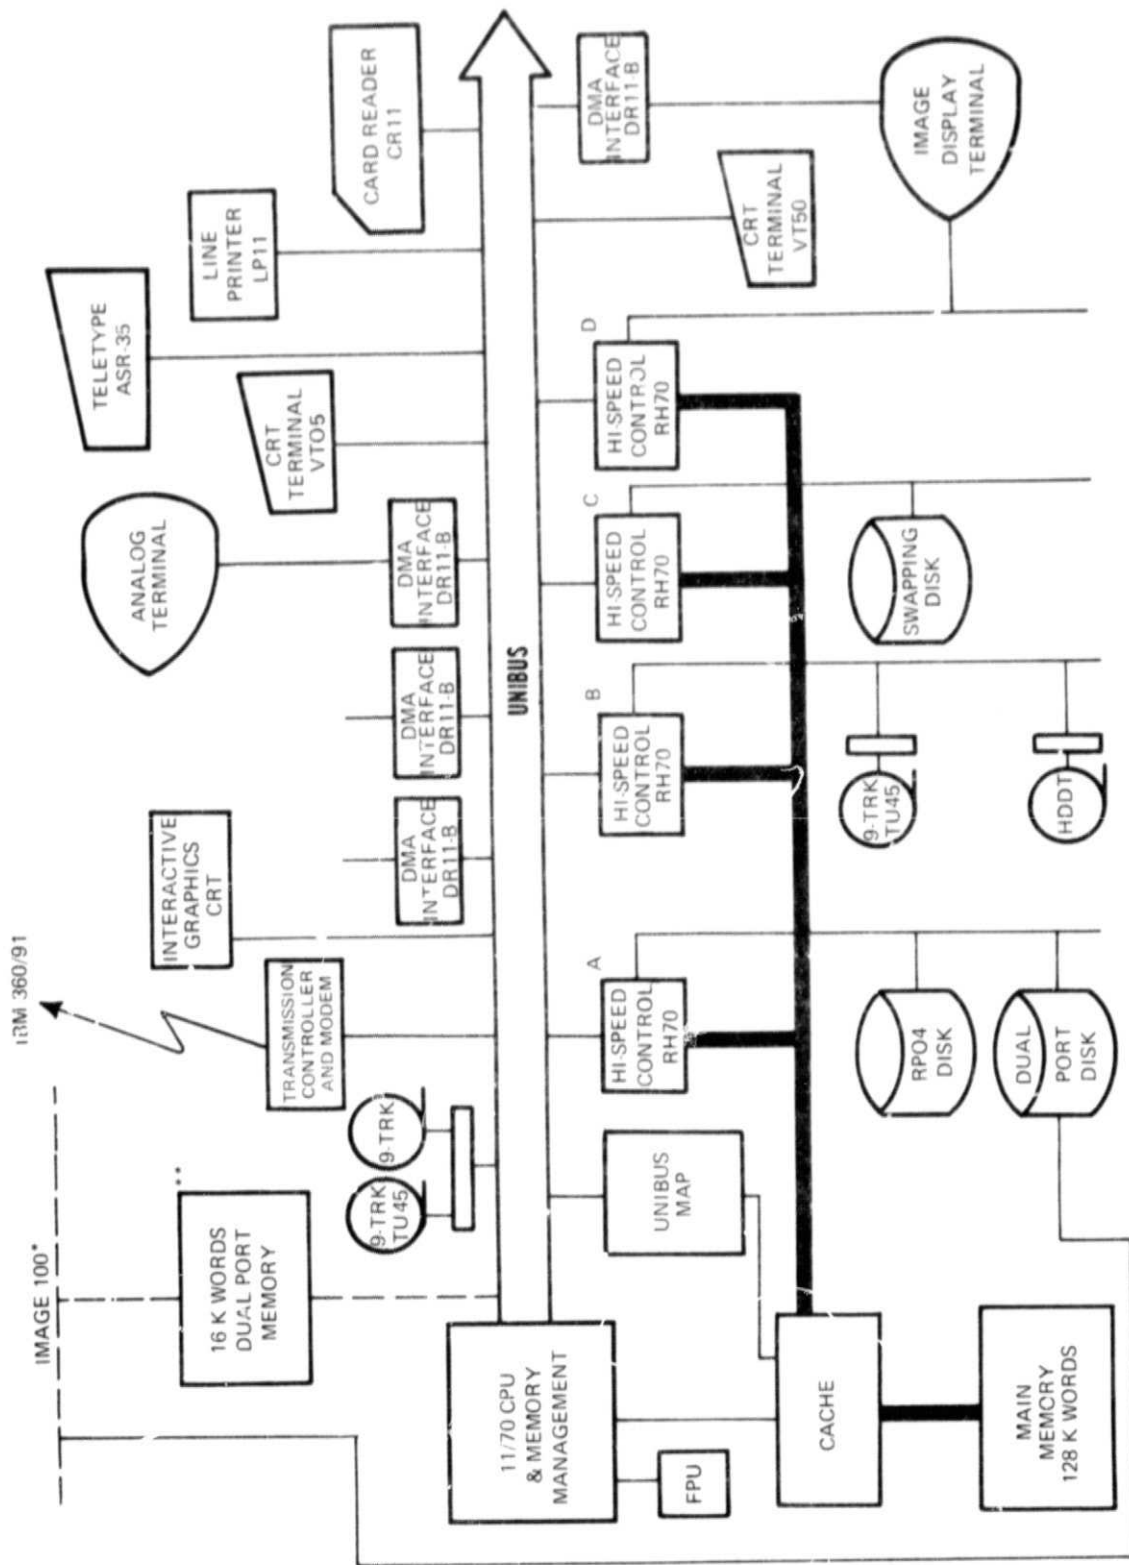 IMAGE 100*
IBM 360/91
**
16 K WORDS
DUAL PORT
MEMORY
TRANSMISSION
CONTROLLER
AND MODEM
INTERACTIVE
GRAPHICS
CRT
ANALOG
TERMINAL
TELETYPE
ASR-35
LINE
PRINTER
LP11
CARD READER
CR11
9-TRK
TU45
9-TRK
DMA
INTERFACE
DR11-B
DMA
INTERFACE
DR11-B
DMA
INTERFACE
DR11-B
CRT
TERMINAL
VTO5
UNIBUS
11/70 CPU
& MEMORY
MANAGEMENT
FPU
UNIBUS
MAP
A
HI-SPEED
CONTROL
RH70
B
HI-SPEED
CONTROL
RH70
C
HI-SPEED
CONTROL
RH70
D
HI-SPEED
CONTROL
RH70
CRT
TERMINAL
VT50
DMA
INTERFACE
DR11-B
CACHE
MAIN
MEMORY
128 K WORDS
RPO4
DISK
DUAL
PORT
DISK
9-TRK
TU45
HDDT
SWAPPING
DISK
IMAGE
DISPLAY
TERMINAL